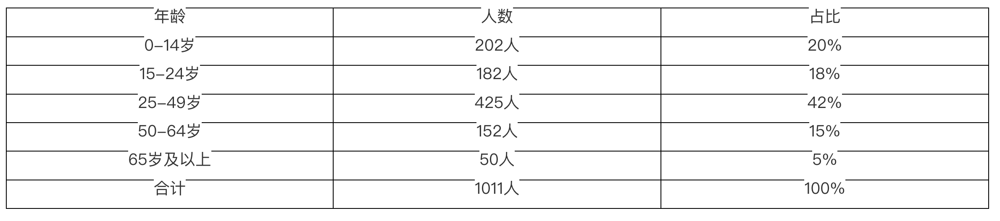 年龄 人数 占比
0–14岁 202人 20%
15–24岁 182人 18%
25–49岁 425人 42%
50–64岁 152人 15%
65岁及以上 50人 5%
合计 1011人 100%